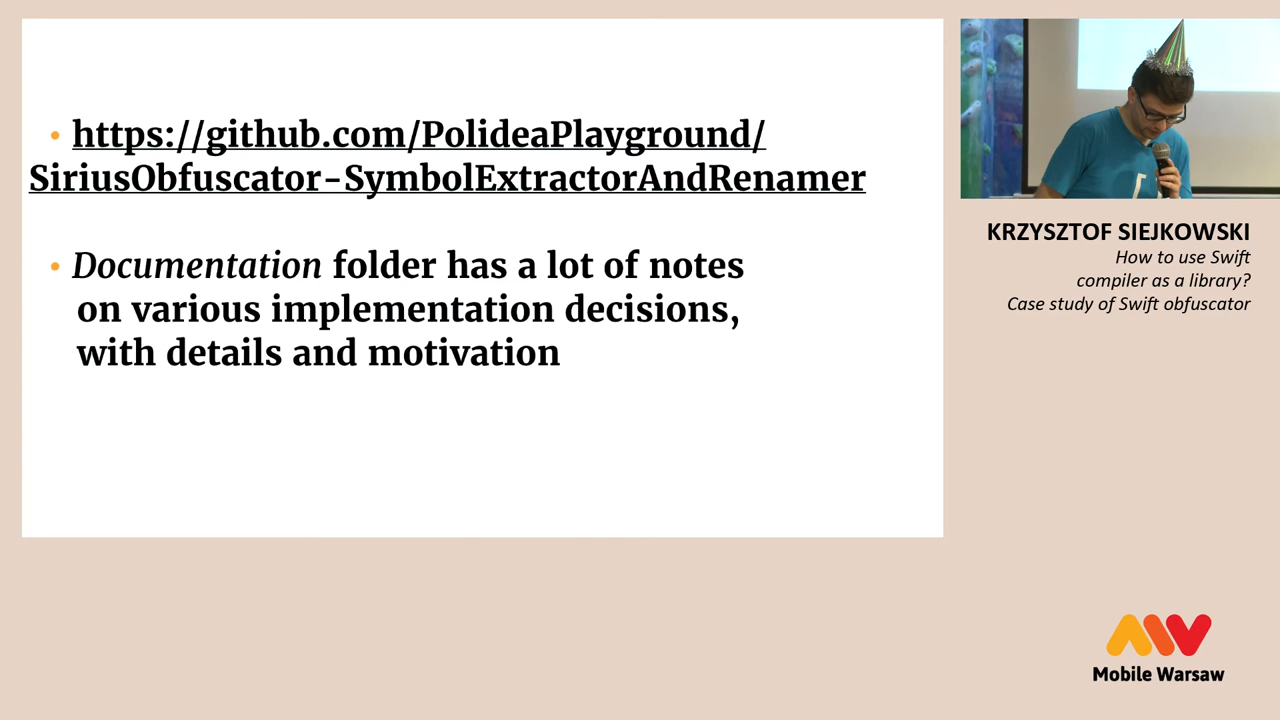 • https://github.com/PolideaPlayground/
SiriusObfuscator-SymbolExtractorAndRenamer
• Documentation folder has a lot of notes
on various implementation decisions,
with details and motivation
KRZYSZTOF SIEJKOWSKI
How to use Swift
compiler as a library?
Case study of Swift obfuscator
Mobile Warsaw